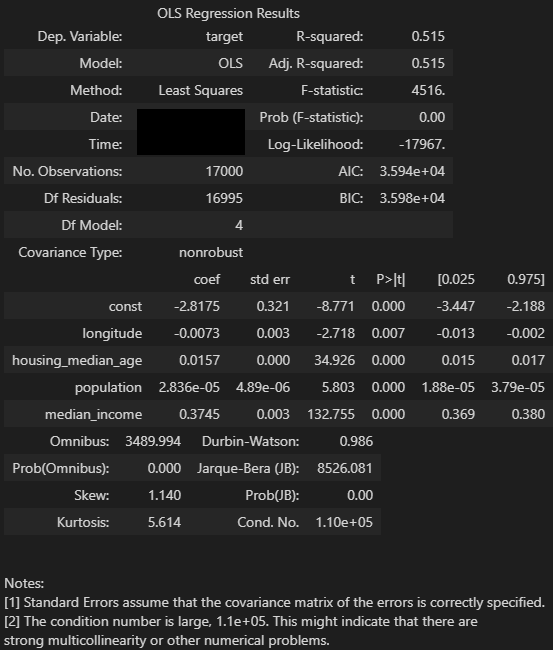 OLS Regression Results
Dep. Variable: target R-squared: 0.515
Model: OLS Adj. R-squared: 0.515
Method: Least Squares F-statistic: 4516.
Date: Prob (F-statistic): 0.00
Time: Log-Likelihood: -17967.
No. Observations: 17000 AIC: 3.594e+04
Df Residuals: 16995 BIC: 3.598e+04
Df Model: 4
Covariance Type: nonrobust
coef std err t P>|t| [0.025 0.975]
const -2.8175 0.321 -8.771 0.000 -3.447 -2.188
longitude -0.0073 0.003 -2.718 0.007 -0.013 -0.002
housing_median_age 0.0157 0.000 34.926 0.000 0.015 0.017
population 2.836e-05 4.89e-06 5.803 0.000 1.88e-05 3.79e-05
median_income 0.3745 0.003 132.755 0.000 0.369 0.380
Omnibus: 3489.994 Durbin-Watson: 0.986
Prob(Omnibus): 0.000 Jarque-Bera (JB): 8526.081
Skew: 1.140 Prob(JB): 0.00
Kurtosis: 5.614 Cond. No. 1.10e+05
Notes:
[1] Standard Errors assume that the covariance matrix of the errors is correctly specified.
[2] The condition number is large, 1.1e+05. This might indicate that there are
strong multicollinearity or other numerical problems.